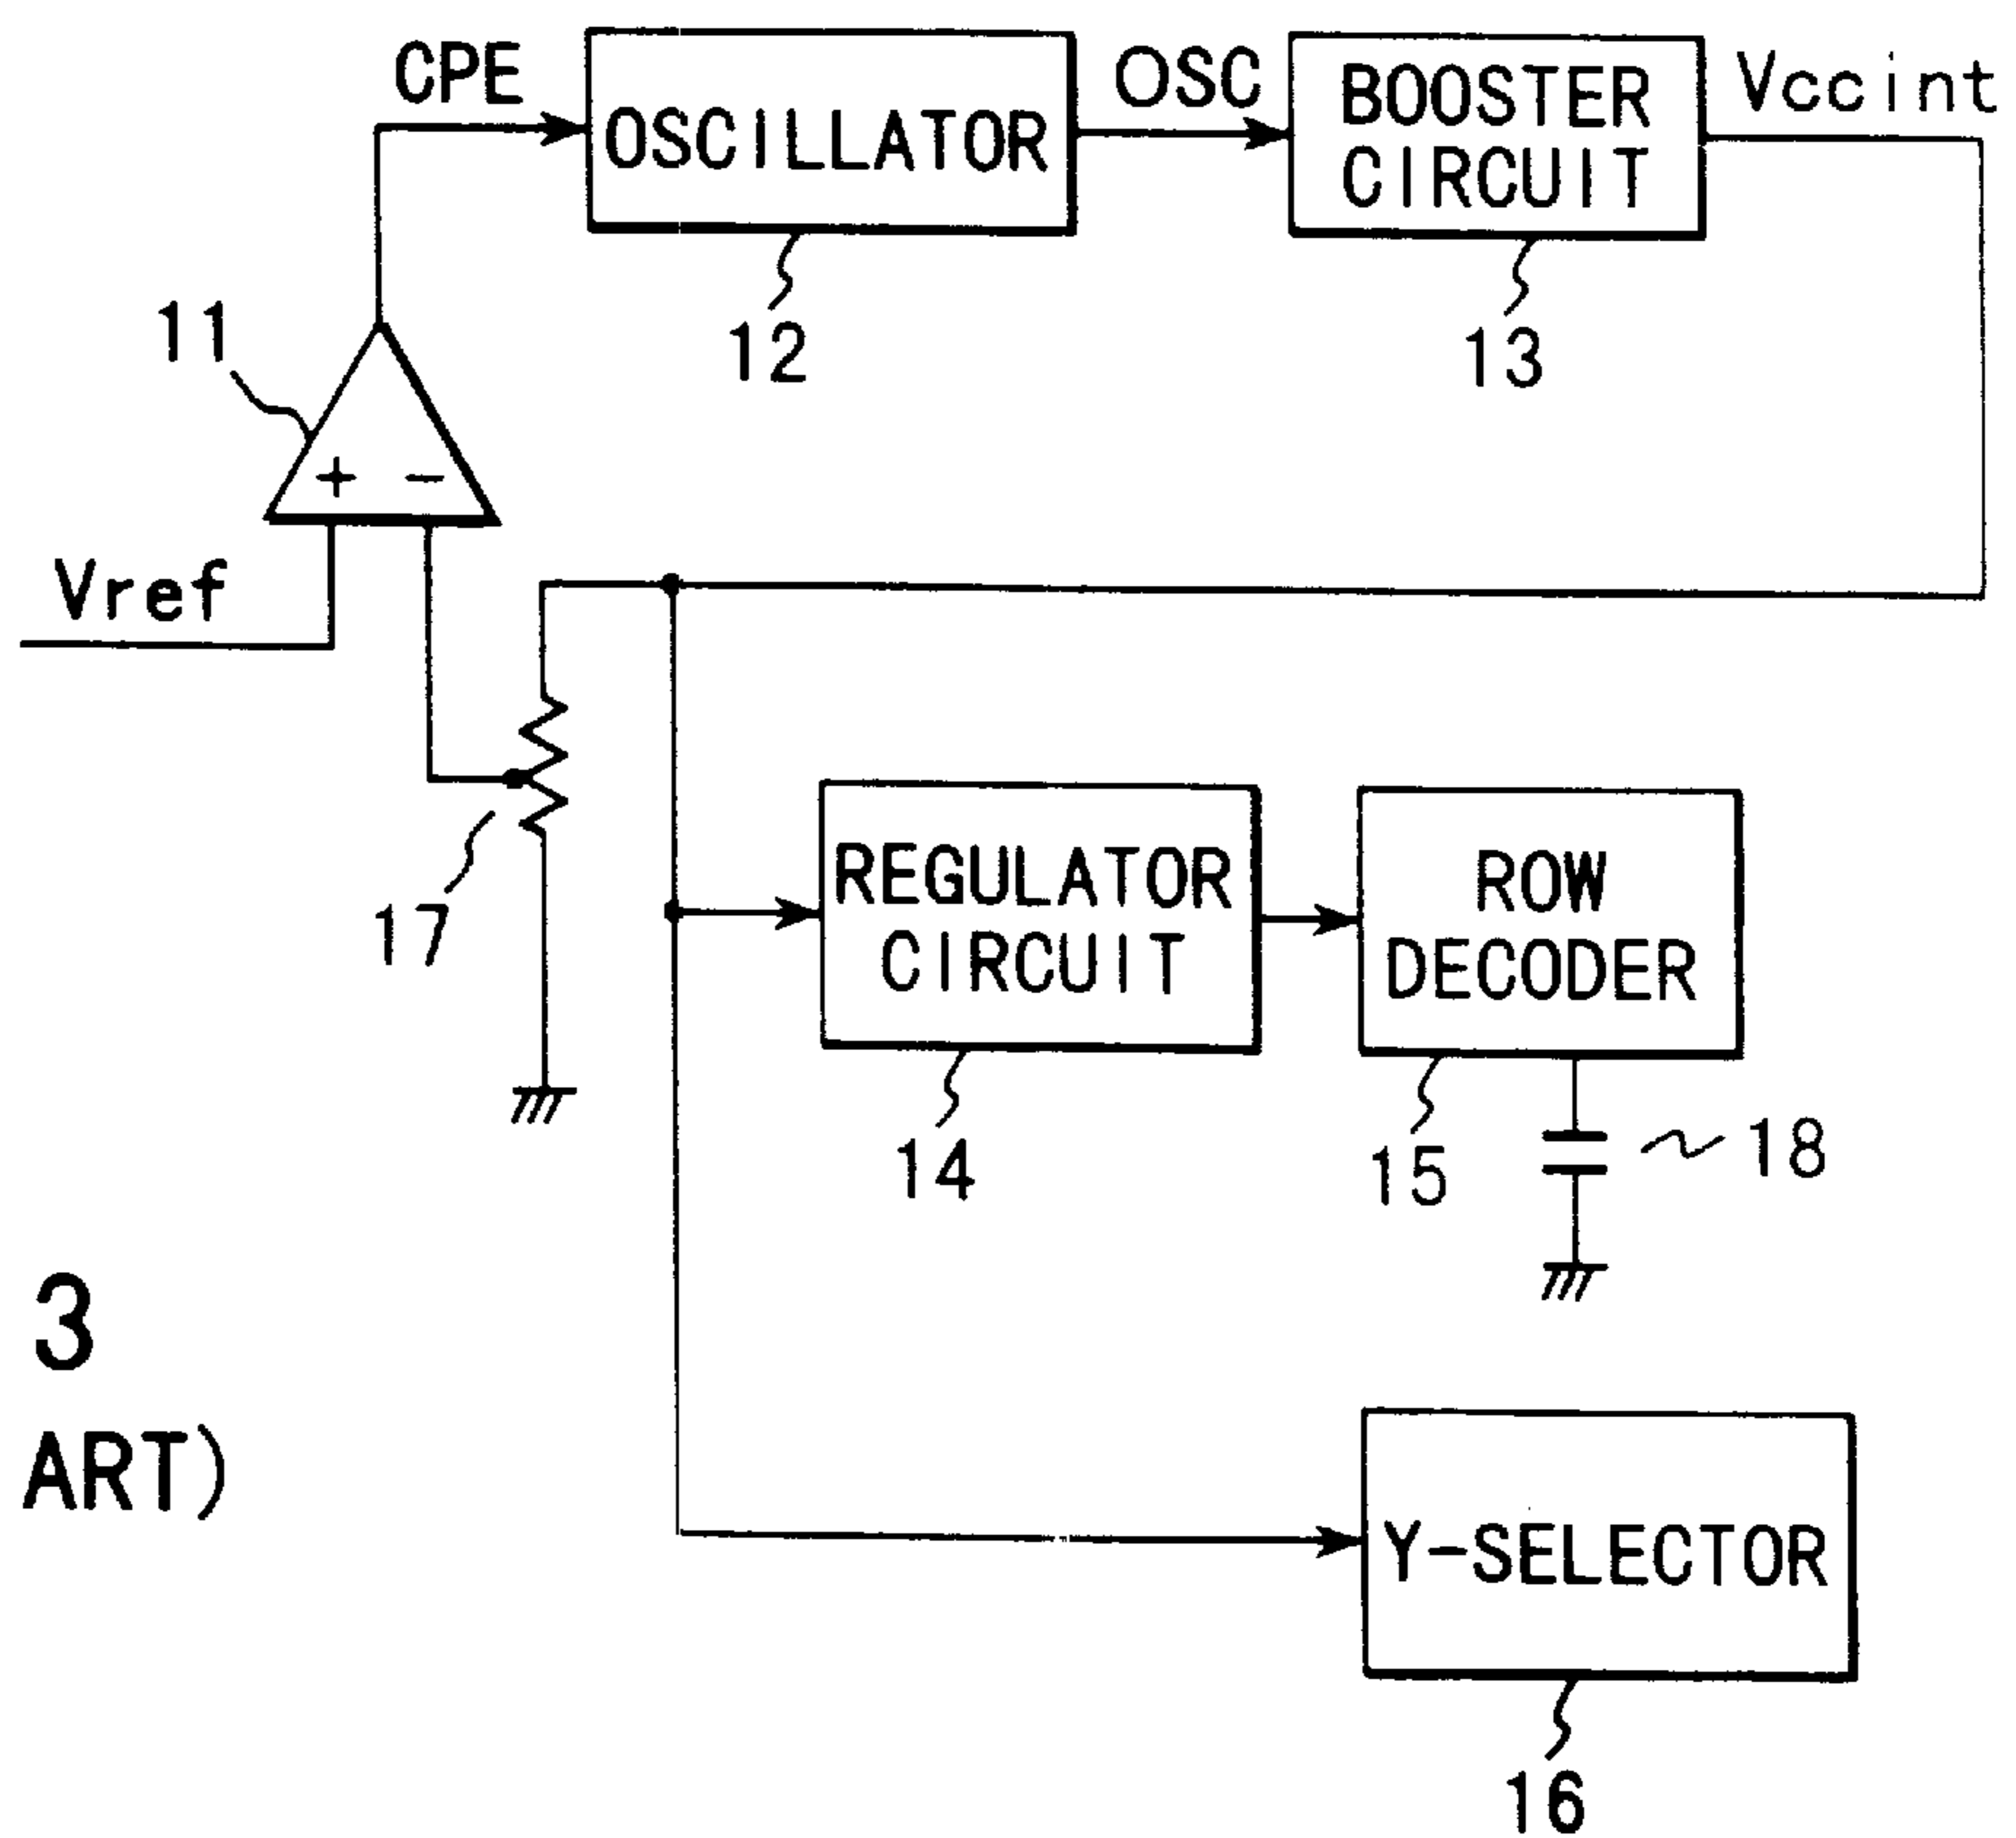 CPE
OSCILLATOR
OSC
BOOSTER
CIRCUIT
Vccint
11
12
13
+ -
Vref
17
REGULATOR
CIRCUIT
ROW
DECODER
14
15
18
3
ART)
Y-SELECTOR
16